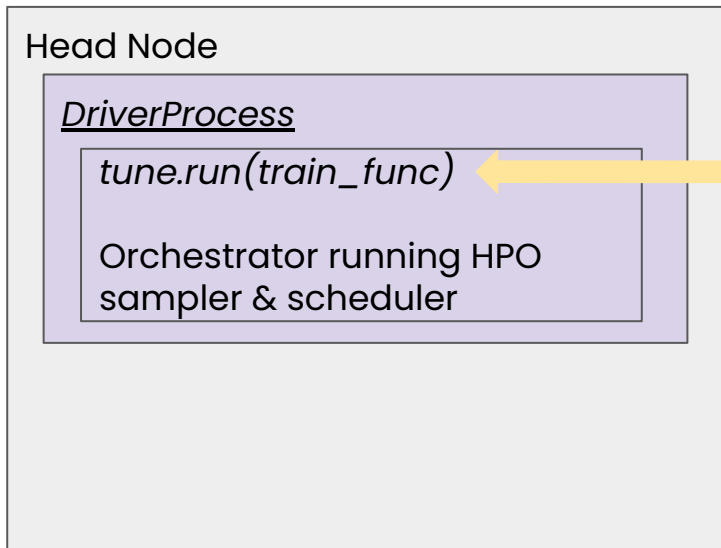 Head Node
DriverProcess
tune.run(train_func)
Orchestrator running HPO
sampler & scheduler